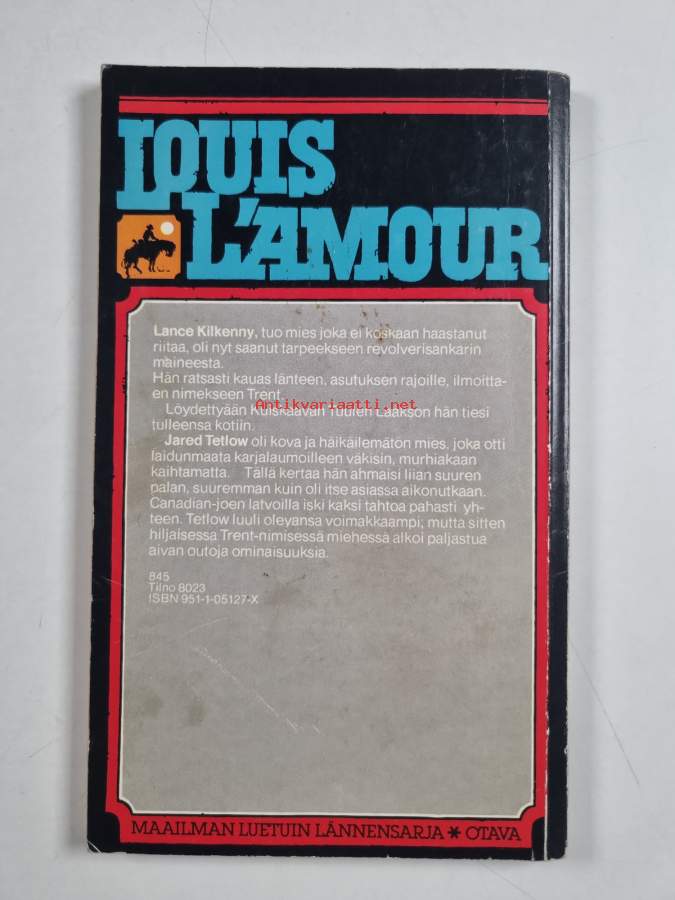 LOUIS
L'AMOUR
Lance Kilkenny, tuo mies joka ei koskaan haastanut
riitaa, oli nyt saanut tarpeekseen revolverisankarin
maineesta.
Hän ratsasti kauas länteen, asutuksen rajoille, ilmoitta-
en nimekseen Trent.
Antikvariaatti.net
Löydettyään Kuiskaavan Tuulen Laakson hän tiesi
tulleensa kotiin.
Jared Tetlow oli kova ja häikäilemätön mies, joka otti
laidunmaata karjalaumoilleen väkisin, murhiakaan
kaihtamatta. Tällä kertaa hän ahmaisi liian suuren
palan, suuremman kuin oli itse asiassa aikonutkaan.
Canadian-joen latvoilla iski kaksi tahtoa pahasti yh-
teen. Tetlow luuli olevansa voimakkaampi, mutta sitten
hiljaisessa Trent-nimisessä miehessä alkoi paljastua
aivan outoja ominaisuuksia.
845
Tilno 8023
ISBN 951-1-05127-X
MAAILMAN LUETUIN LÄNNENSARJA * OTAVA